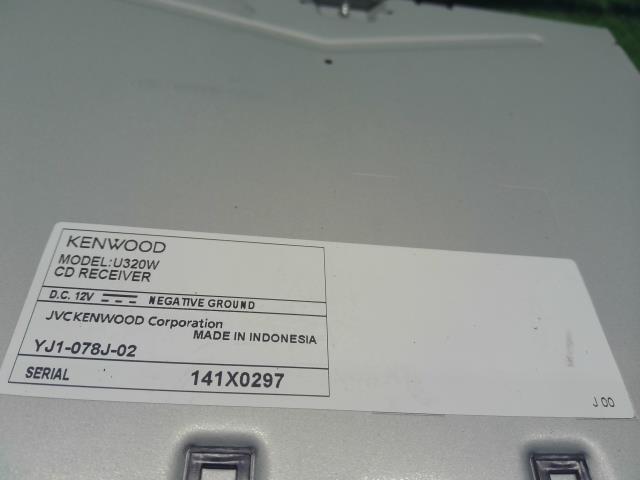 KENWOOD
MODEL:U320W
CD RECEIVER
D.C. 12V NEGATIVE GROUND
JVCKENWOOD Corporation
MADE IN INDONESIA
YJ1-078J-02
SERIAL 141X0297
J 00